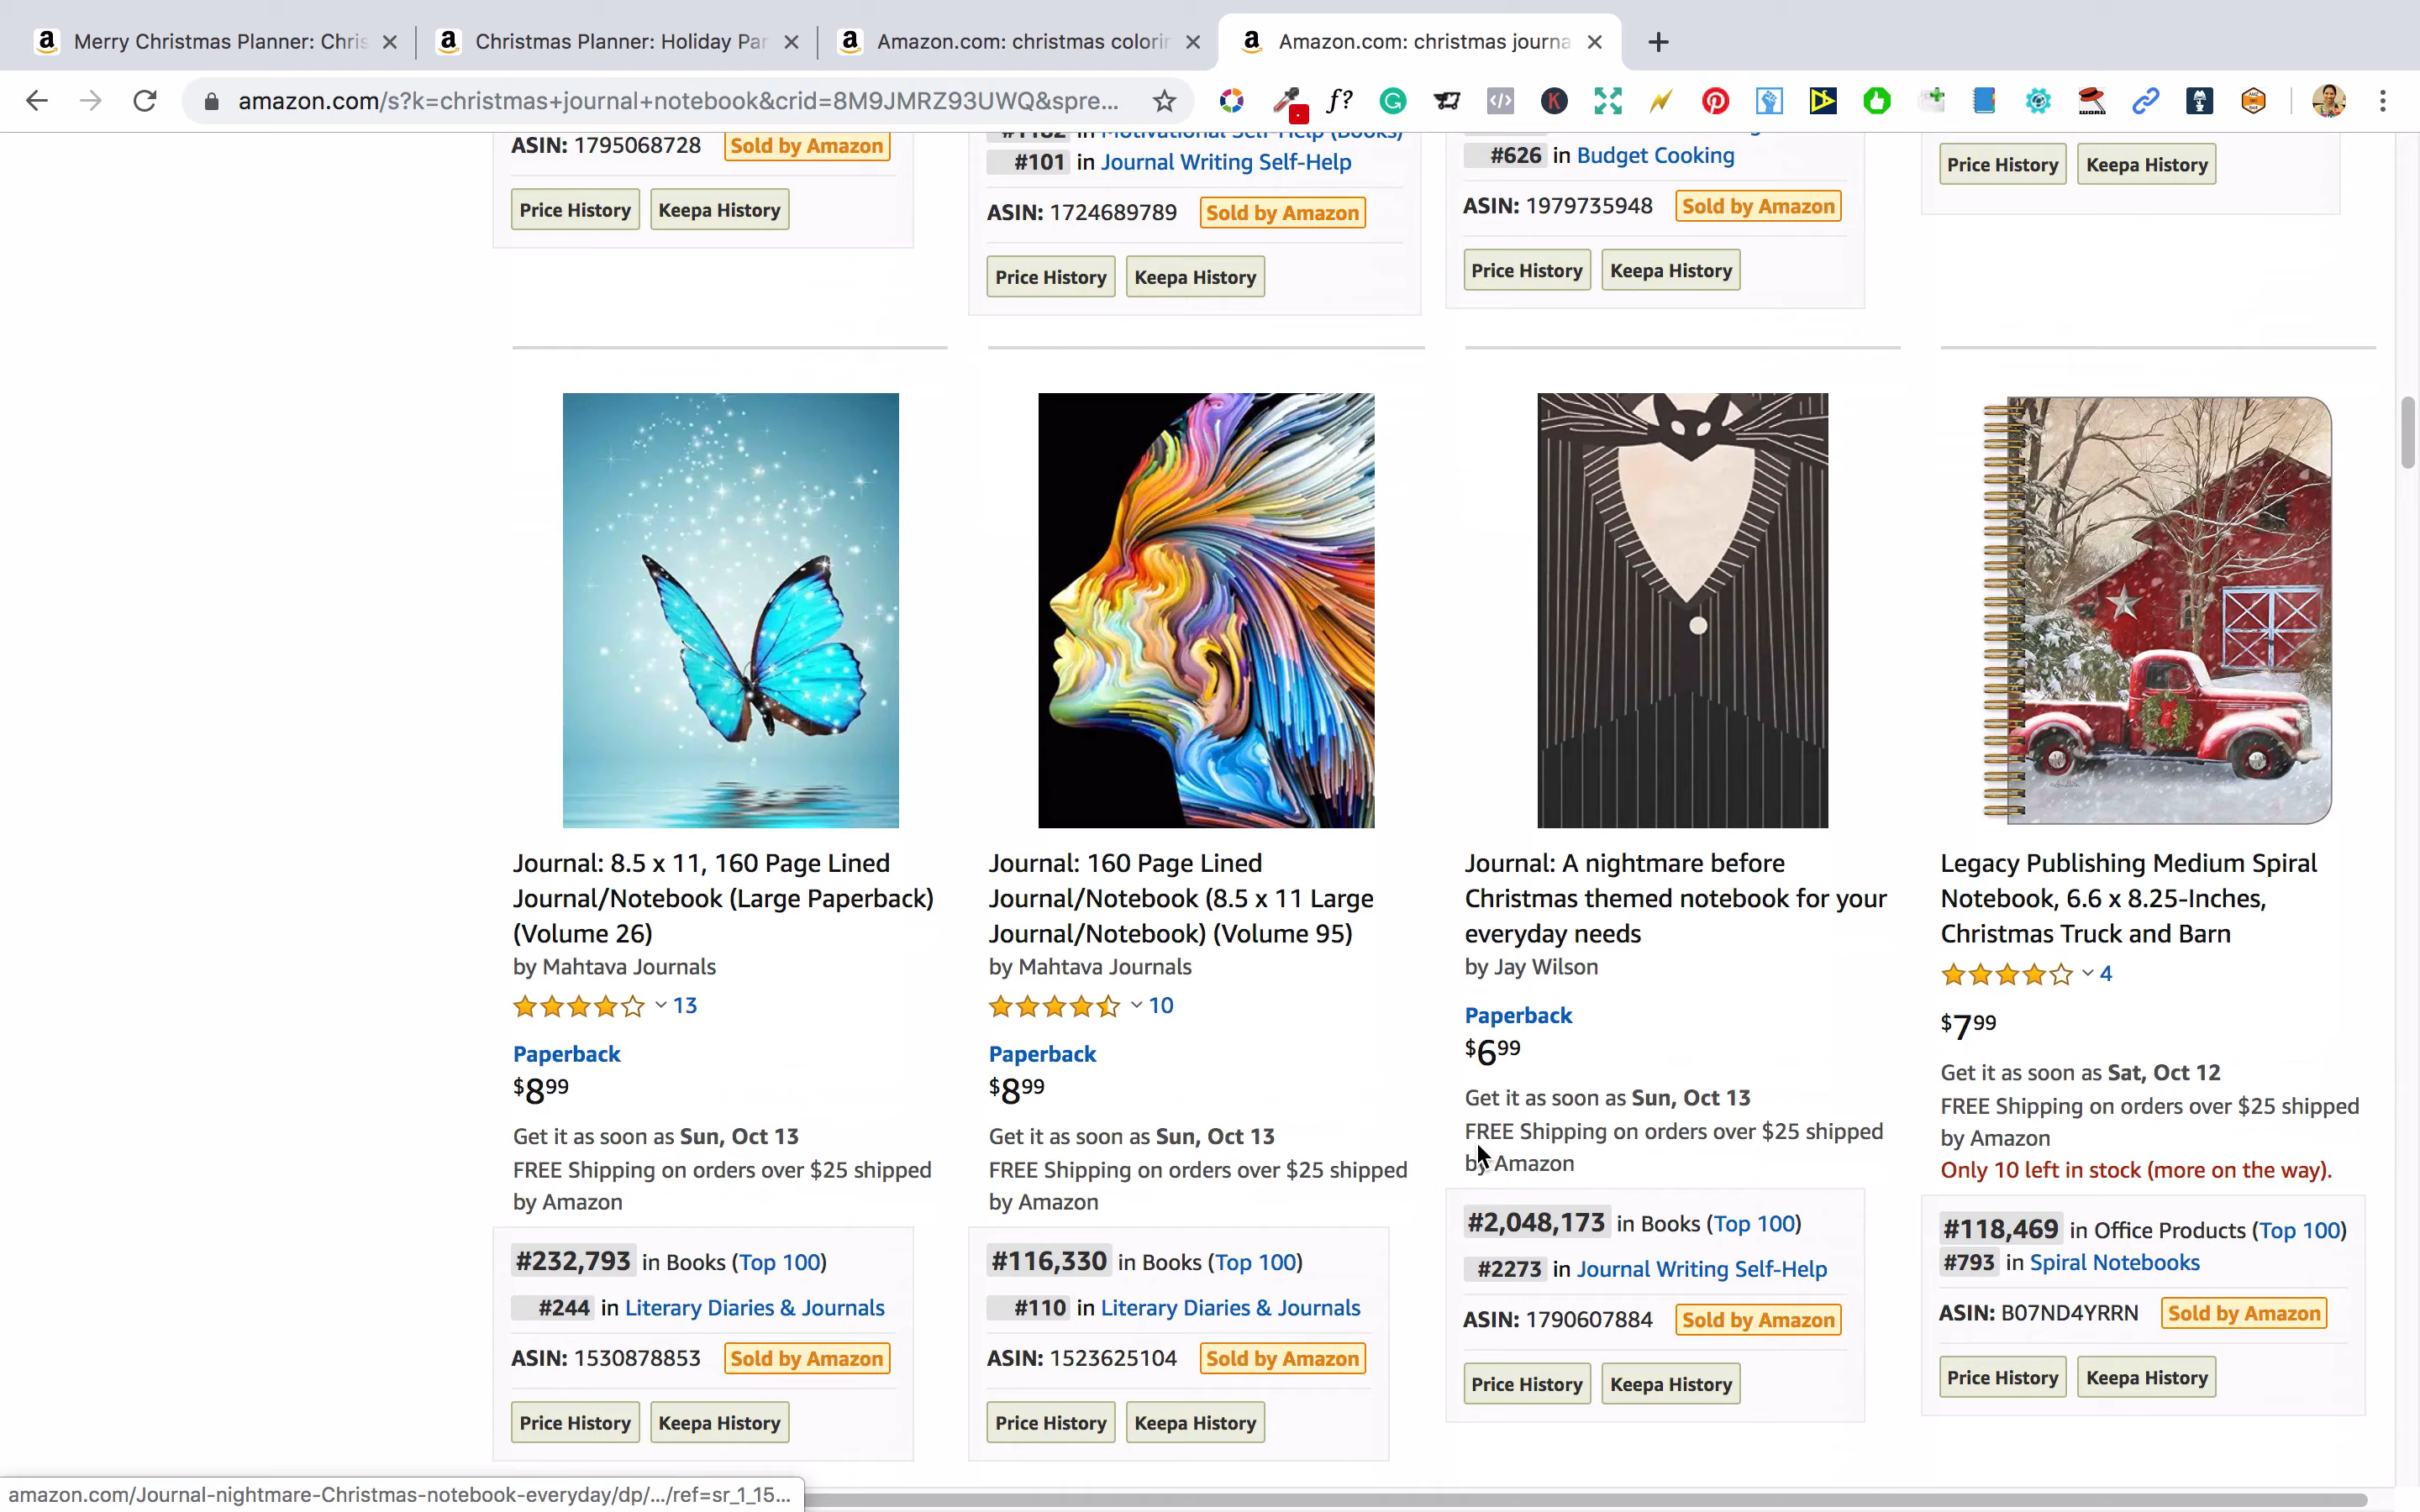 Merry Christmas Planner: Chris
Christmas Planner: Holiday Par
Amazon.com: christmas colorin
Amazon.com: christmas journa
amazon.com/s?k=christmas+journal+notebook&crid=8M9JMRZ93UWQ&spre...
ASIN: 1795068728 Sold by Amazon
Price History Keepa History
#1182 in Motivational Self-Help (Books)
#101 in Journal Writing Self-Help
ASIN: 1724689789 Sold by Amazon
Price History Keepa History
#626 in Budget Cooking
ASIN: 1979735948 Sold by Amazon
Price History Keepa History
Price History Keepa History
Journal: 8.5 x 11, 160 Page Lined
Journal/Notebook (Large Paperback)
(Volume 26)
by Mahtava Journals
13
Paperback
$8 99
Get it as soon as Sun, Oct 13
FREE Shipping on orders over $25 shipped
by Amazon
#232,793 in Books (Top 100)
#244 in Literary Diaries & Journals
ASIN: 1530878853 Sold by Amazon
Price History Keepa History
Journal: 160 Page Lined
Journal/Notebook (8.5 x 11 Large
Journal/Notebook) (Volume 95)
by Mahtava Journals
10
Paperback
$8 99
Get it as soon as Sun, Oct 13
FREE Shipping on orders over $25 shipped
by Amazon
#116,330 in Books (Top 100)
#110 in Literary Diaries & Journals
ASIN: 1523625104 Sold by Amazon
Price History Keepa History
Journal: A nightmare before
Christmas themed notebook for your
everyday needs
by Jay Wilson
Paperback
$6 99
Get it as soon as Sun, Oct 13
FREE Shipping on orders over $25 shipped
by Amazon
#2,048,173 in Books (Top 100)
#2273 in Journal Writing Self-Help
ASIN: 1790607884 Sold by Amazon
Price History Keepa History
Legacy Publishing Medium Spiral
Notebook, 6.6 x 8.25-Inches,
Christmas Truck and Barn
4
$7 99
Get it as soon as Sat, Oct 12
FREE Shipping on orders over $25 shipped
by Amazon
Only 10 left in stock (more on the way).
#118,469 in Office Products (Top 100)
#793 in Spiral Notebooks
ASIN: B07ND4YRRN Sold by Amazon
Price History Keepa History
amazon.com/Journal-nightmare-Christmas-notebook-everyday/dp/.../ref=sr_1_15...